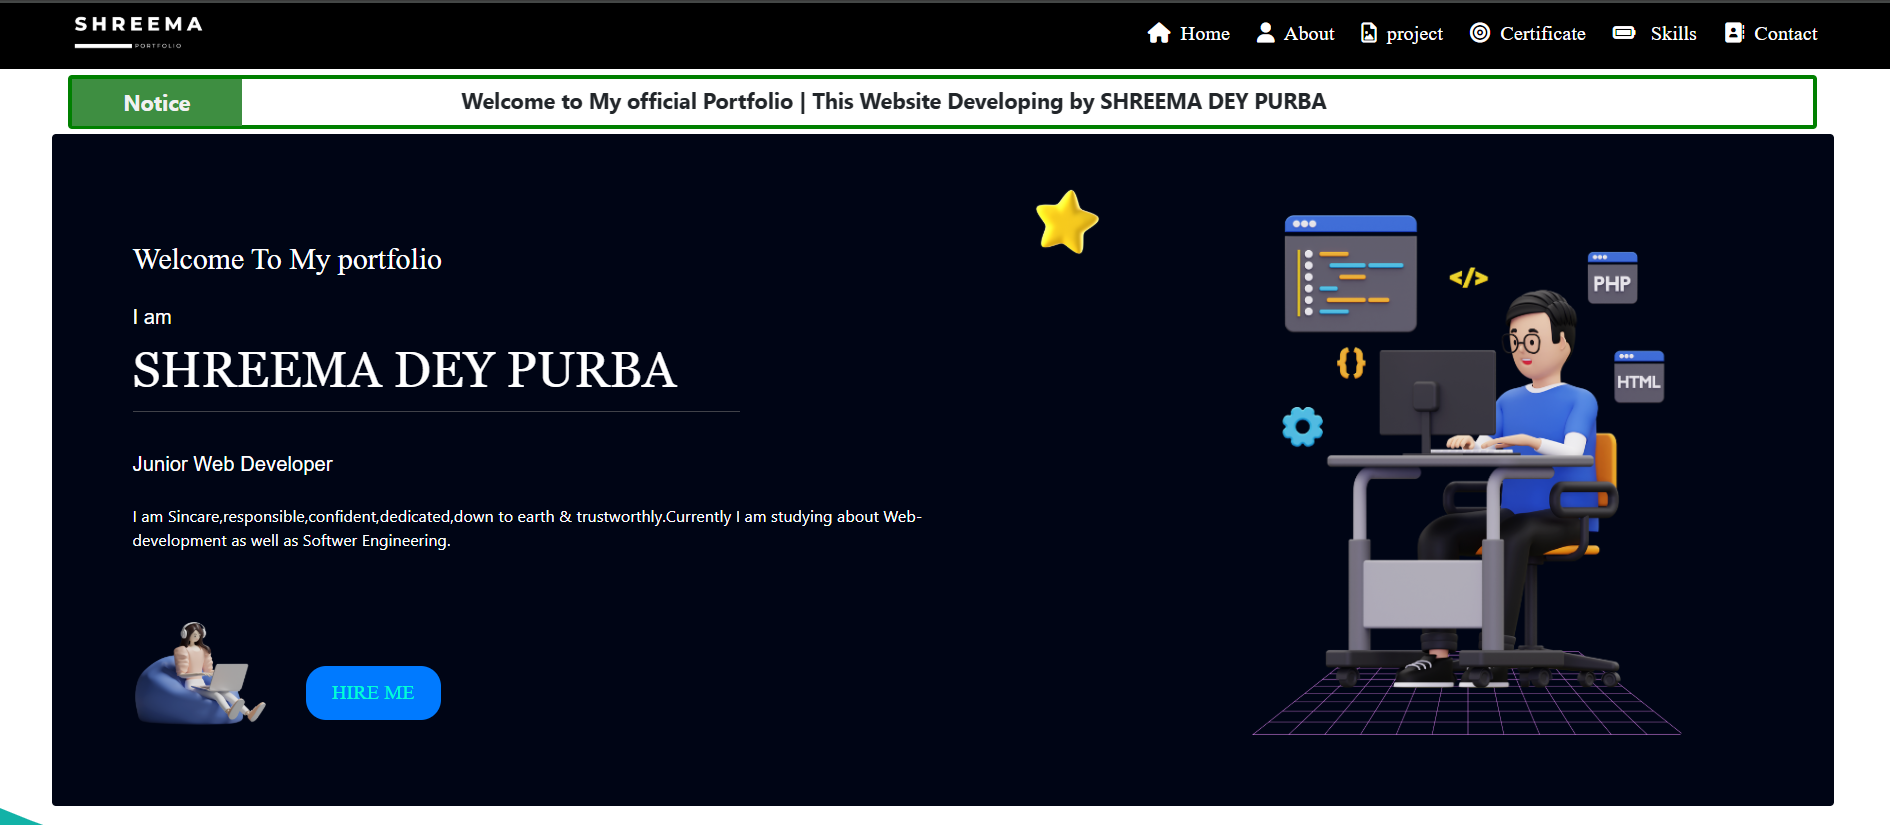 SHREEMA
PORTFOLIO
Home About project Certificate Skills Contact
Notice
Welcome to My official Portfolio | This Website Developing by SHREEMA DEY PURBA
Welcome To My portfolio
I am
SHREEMA DEY PURBA
Junior Web Developer
I am Sincare,responsible,confident,dedicated,down to earth & trustworthly.Currently I am studying about Web-
development as well as Softwer Engineering.
HIRE ME
</>
PHP
{}
HTML